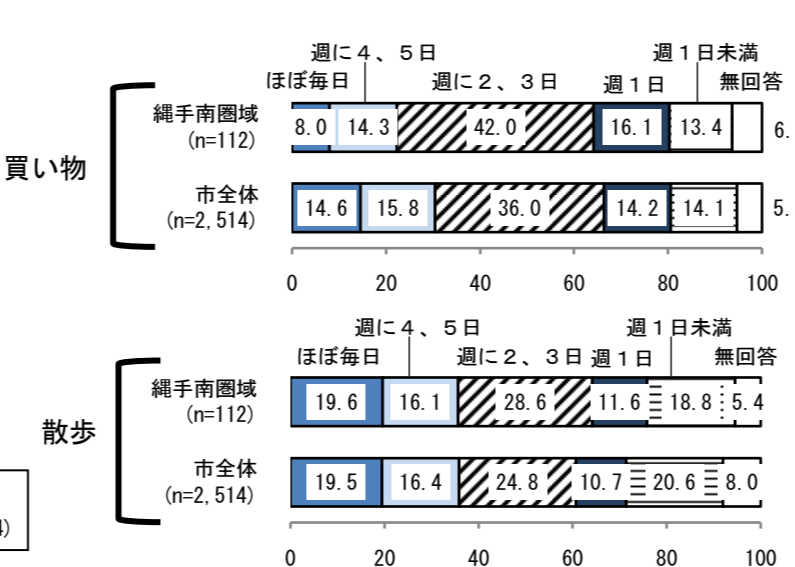 週に４、５日 週１日未満
ほぼ毎日 週に２、３日 週１日 無回答
買い物
縄手南圏域
(n=112)
8.0 14.3 42.0 16.1 13.4 6.
市全体
(n=2,514)
14.6 15.8 36.0 14.2 14.1 5.
0 20 40 60 80 100
週に４、５日 週１日未満
ほぼ毎日 週に２、３日 週１日 無回答
散歩
縄手南圏域
(n=112)
19.6 16.1 28.6 11.6 18.8 5.4
市全体
(n=2,514)
19.5 16.4 24.8 10.7 20.6 8.0
0 20 40 60 80 100